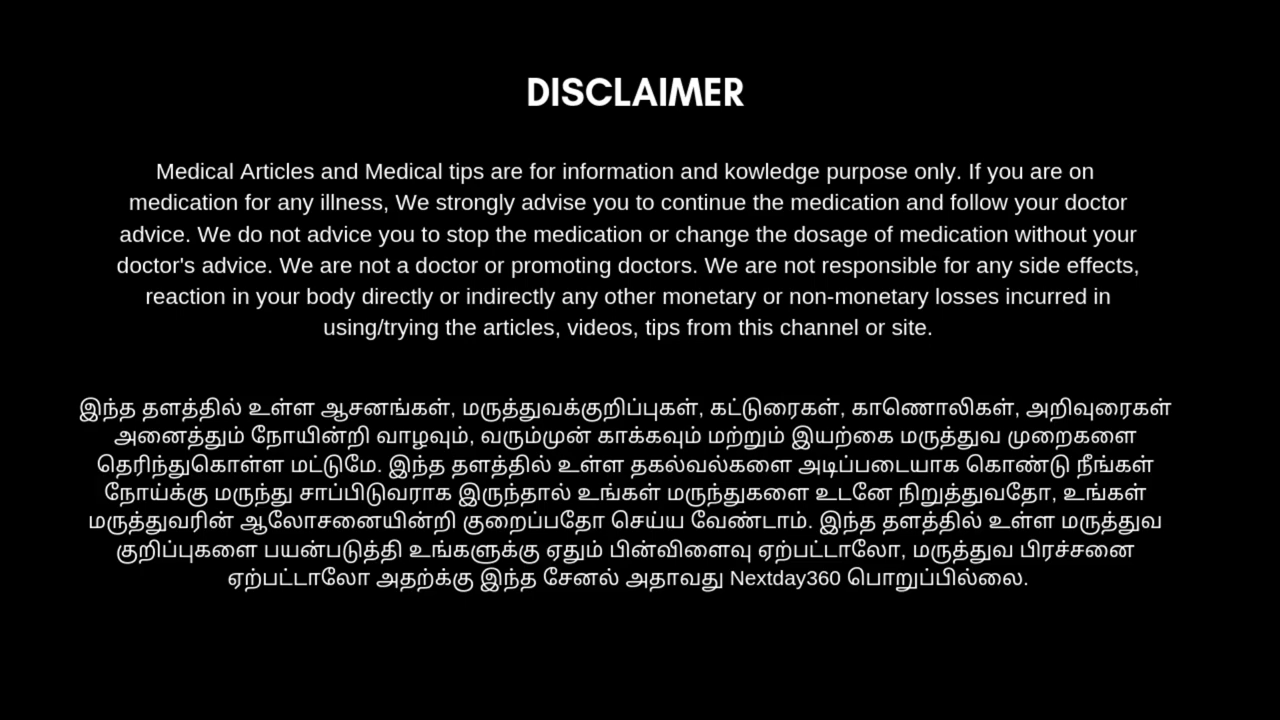 DISCLAIMER
Medical Articles and Medical tips are for information and kowledge purpose only. If you are on
medication for any illness, We strongly advise you to continue the medication and follow your doctor
advice. We do not advice you to stop the medication or change the dosage of medication without your
doctor's advice. We are not a doctor or promoting doctors. We are not responsible for any side effects,
reaction in your body directly or indirectly any other monetary or non-monetary losses incurred in
using/trying the articles, videos, tips from this channel or site.
இந்த தளத்தில் உள்ள ஆசனங்கள், மருத்துவக்குறிப்புகள், கட்டுரைகள், காணொலிகள், அறிவுரைகள்
அனைத்தும் நோயின்றி வாழவும், வரும்முன் காக்கவும் மற்றும் இயற்கை மருத்துவ முறைகளை
தெரிந்துகொள்ள மட்டுமே. இந்த தளத்தில் உள்ள தகல்வல்களை அடிப்படையாக கொண்டு நீங்கள்
நோய்க்கு மருந்து சாப்பிடுவராக இருந்தால் உங்கள் மருந்துகளை உடனே நிறுத்துவதோ, உங்கள்
மருத்துவரின் ஆலோசனையின்றி குறைப்பதோ செய்ய வேண்டாம். இந்த தளத்தில் உள்ள மருத்துவ
குறிப்புகளை பயன்படுத்தி உங்களுக்கு ஏதும் பின்விளைவு ஏற்பட்டாலோ, மருத்துவ பிரச்சனை
ஏற்பட்டாலோ அதற்க்கு இந்த சேனல் அதாவது Nextday360 பொறுப்பில்லை.